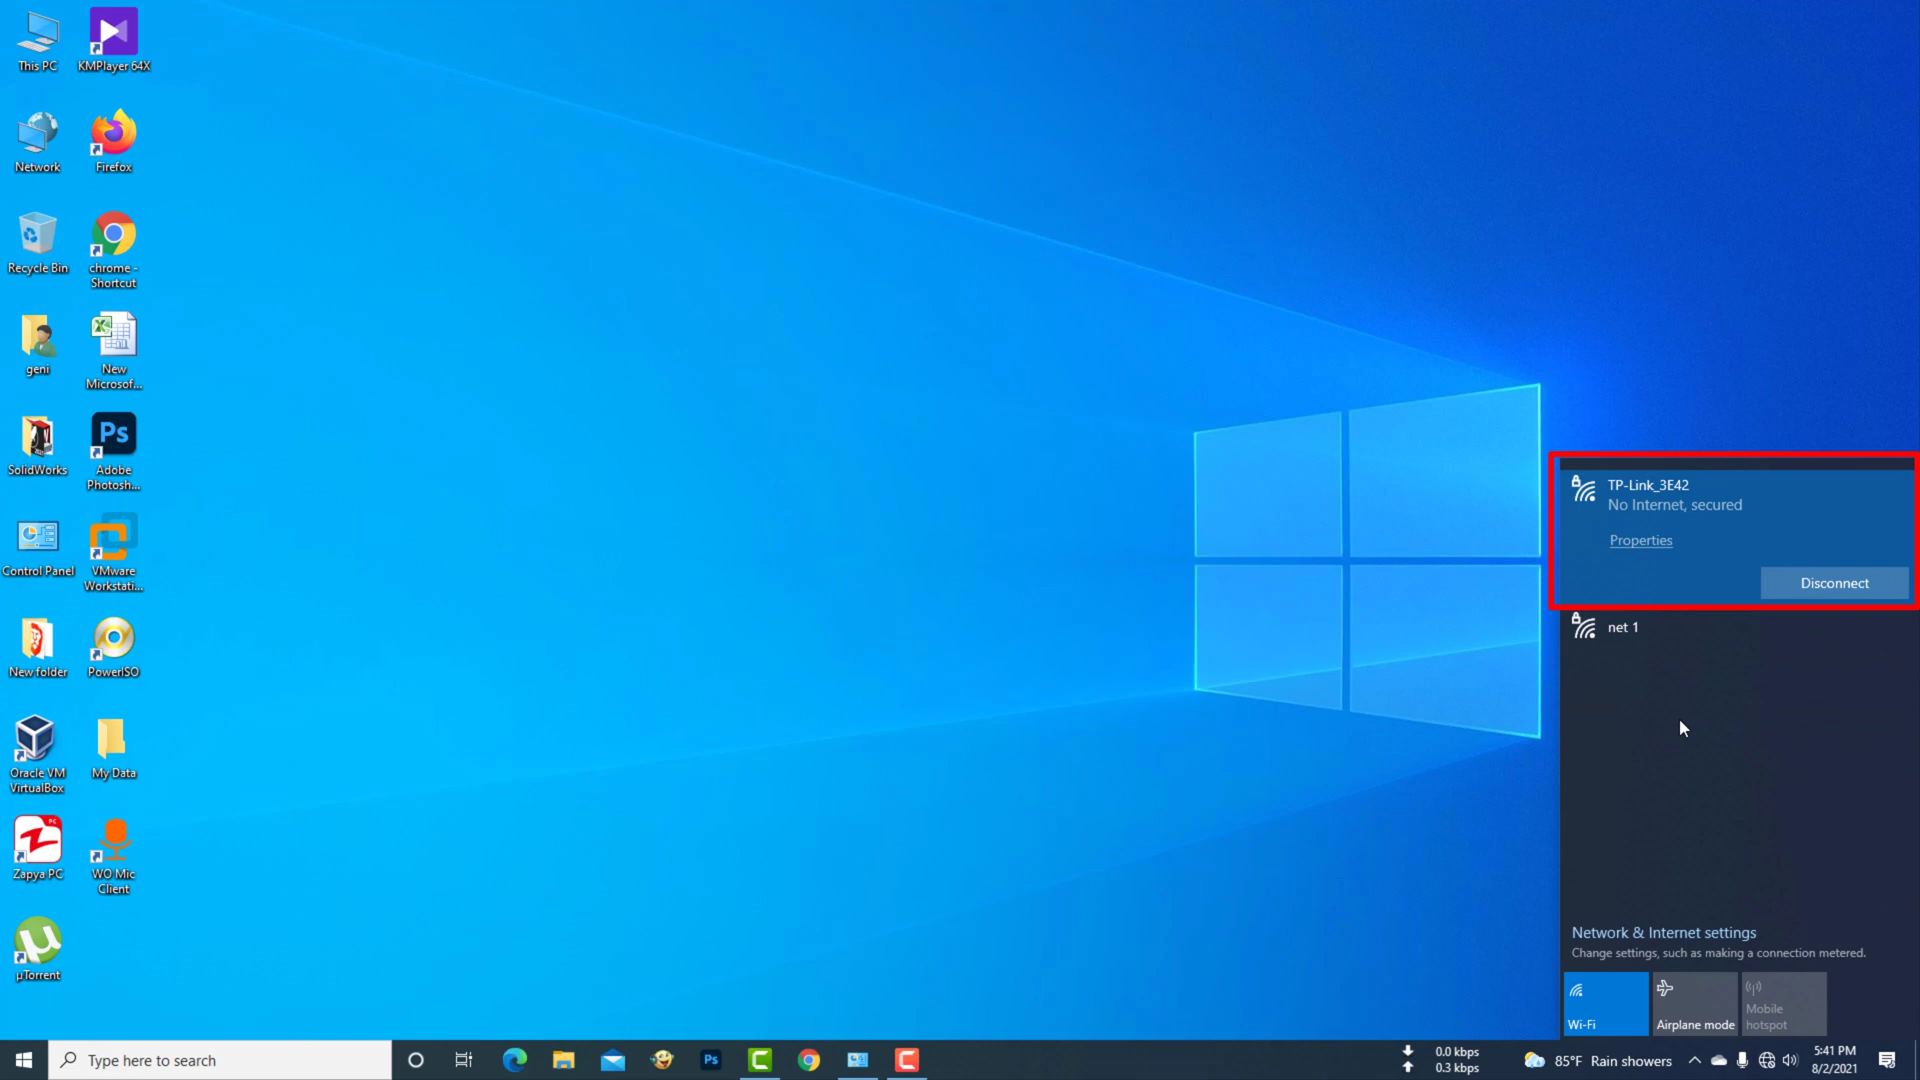 This PC
KMPlayer 64X
Network
Firefox
Recycle Bin
chrome -
Shortcut
geni
New
Microsof...
SolidWorks
Ps
Adobe
Photosh...
Control Panel
VMware
Workstati...
New folder
PowerISO
Oracle VM
VirtualBox
My Data
PC
Zapya PC
WO Mic
Client
µTorrent
TP-Link_3E42
No Internet, secured
Properties
Disconnect
net 1
Network & Internet settings
Change settings, such as making a connection metered.
Wi-Fi
Airplane mode
Mobile
hotspot
Type here to search
Ps
0.0 kbps
0.3 kbps
85°F Rain showers
5:41 PM
8/2/2021